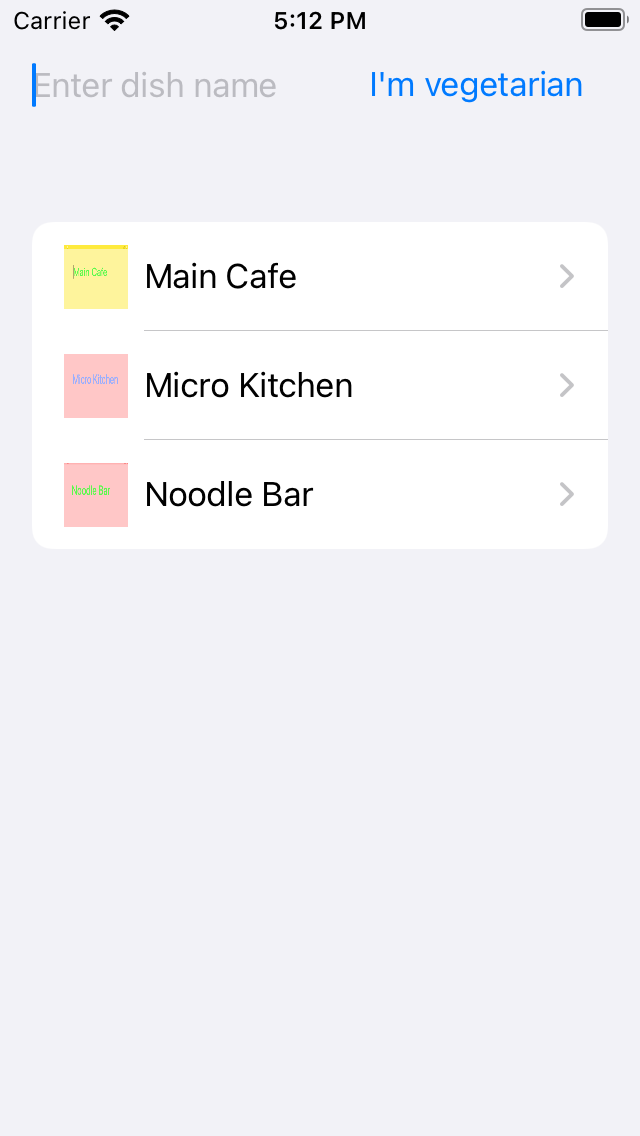 Carrier 5:12 PM
Enter dish name I'm vegetarian
Main Cafe Main Cafe
Micro Kitchen Micro Kitchen
Noodle Bar Noodle Bar